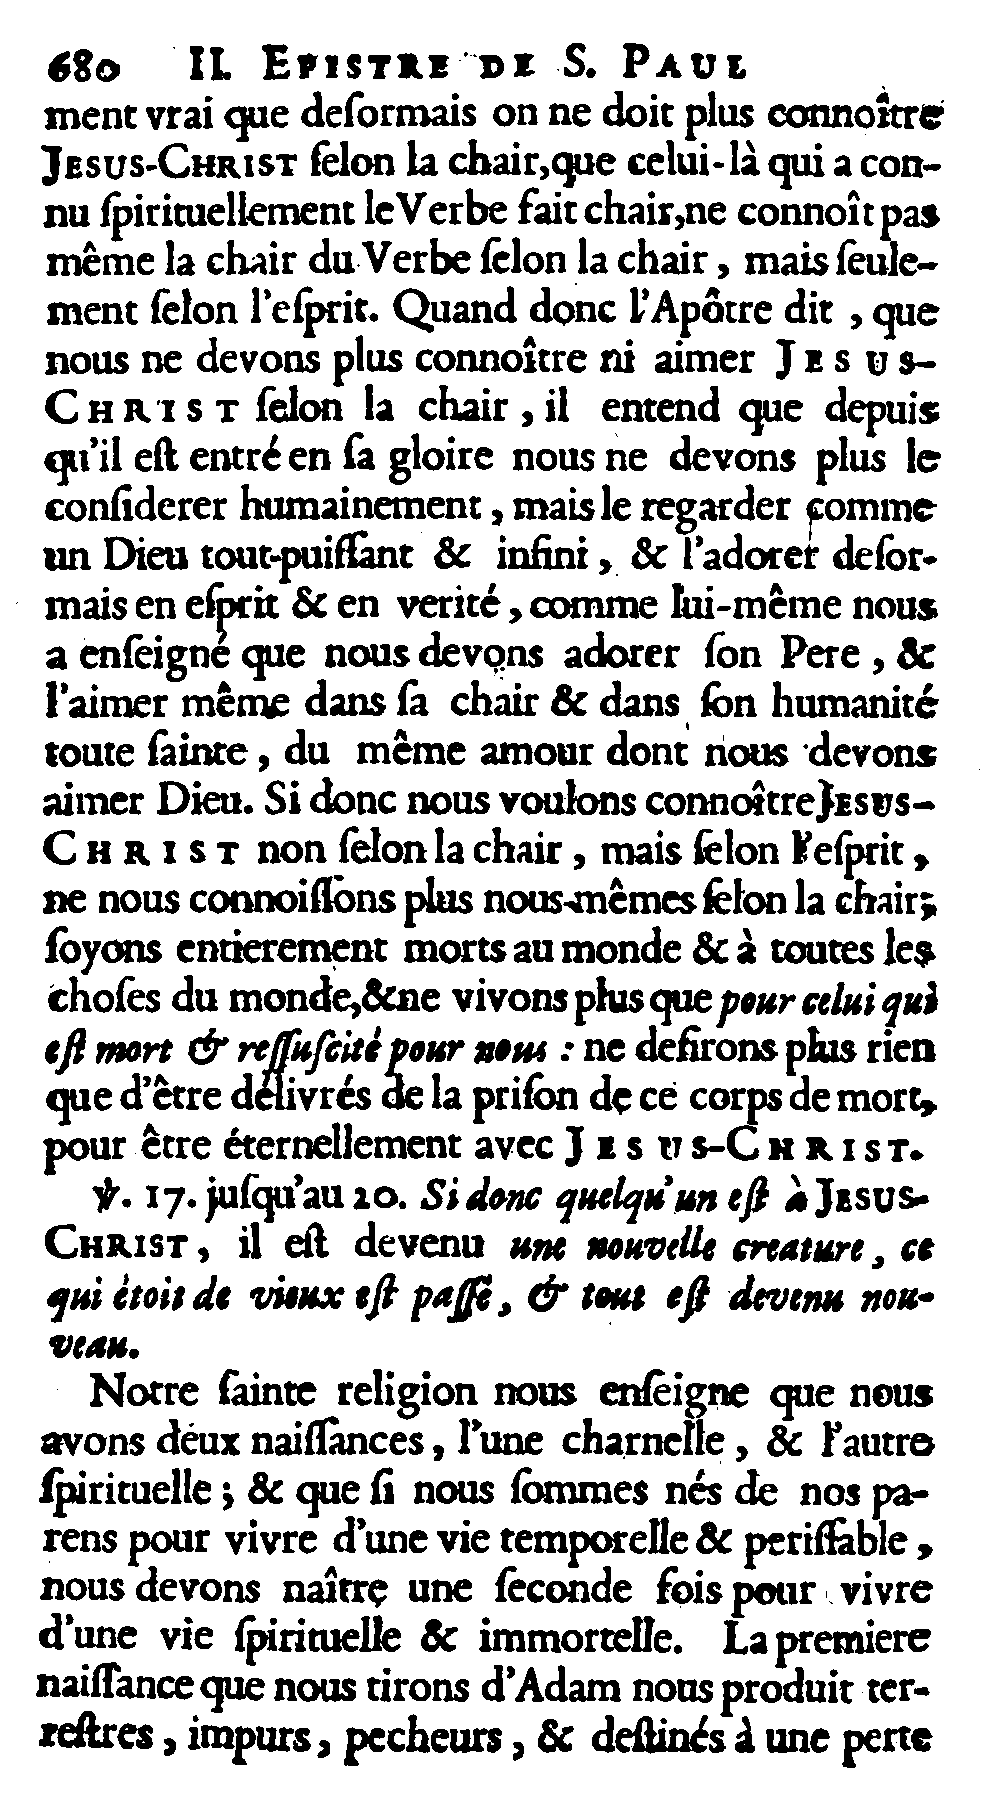 680 II. EPISTRE DE S. PAUL
ment vrai que deſormais on ne doit plus connoître
JESUS-CHRIST ſelon la chair, que celui-là qui a con-
nu ſpirituellement le Verbe fait chair, ne connoît pas
même la chair du Verbe ſelon la chair, mais ſeule-
ment ſelon l'eſprit. Quand donc l'Apôtre dit, que
nous ne devons plus connoître ni aimer JESUS-
CHRIST ſelon la chair, il entend que depuis
qu'il eſt entré en ſa gloire nous ne devons plus le
conſiderer humainement, mais le regarder comme
un Dieu tout-puiſſant & infini, & l'adorer deſor-
mais en eſprit & en verité, comme lui-même nous
a enſeigné que nous devons adorer ſon Pere, &
l'aimer même dans ſa chair & dans ſon humanité
toute ſainte, du même amour dont nous devons
aimer Dieu. Si donc nous voulons connoître JESUS-
CHRIST non ſelon la chair, mais ſelon l'eſprit,
ne nous connoiſſons plus nous-mêmes ſelon la chair;
ſoyons entierement morts au monde & à toutes les
choſes du monde, & ne vivons plus que pour celui qui
eſt mort & reſſuſcité pour nous : ne deſirons plus rien
que d'être délivrés de la priſon de ce corps de mort,
pour être éternellement avec JESUS-CHRIST.
℣. 17. juſqu'au 20. Si donc quelqu'un eſt à JESUS-
CHRIST, il eſt devenu une nouvelle creature, ce
qui étoit de vieux eſt paſſé, & tout eſt devenu nou-
veau.
Notre ſainte religion nous enſeigne que nous
avons deux naiſſances, l'une charnelle, & l'autre
ſpirituelle ; & que ſi nous ſommes nés de nos pa-
rens pour vivre d'une vie temporelle & periſſable,
nous devons naître une ſeconde fois pour vivre
d'une vie ſpirituelle & immortelle. La premiere
naiſſance que nous tirons d'Adam nous produit ter-
reſtres, impurs, pecheurs, & deſtinés à une perte